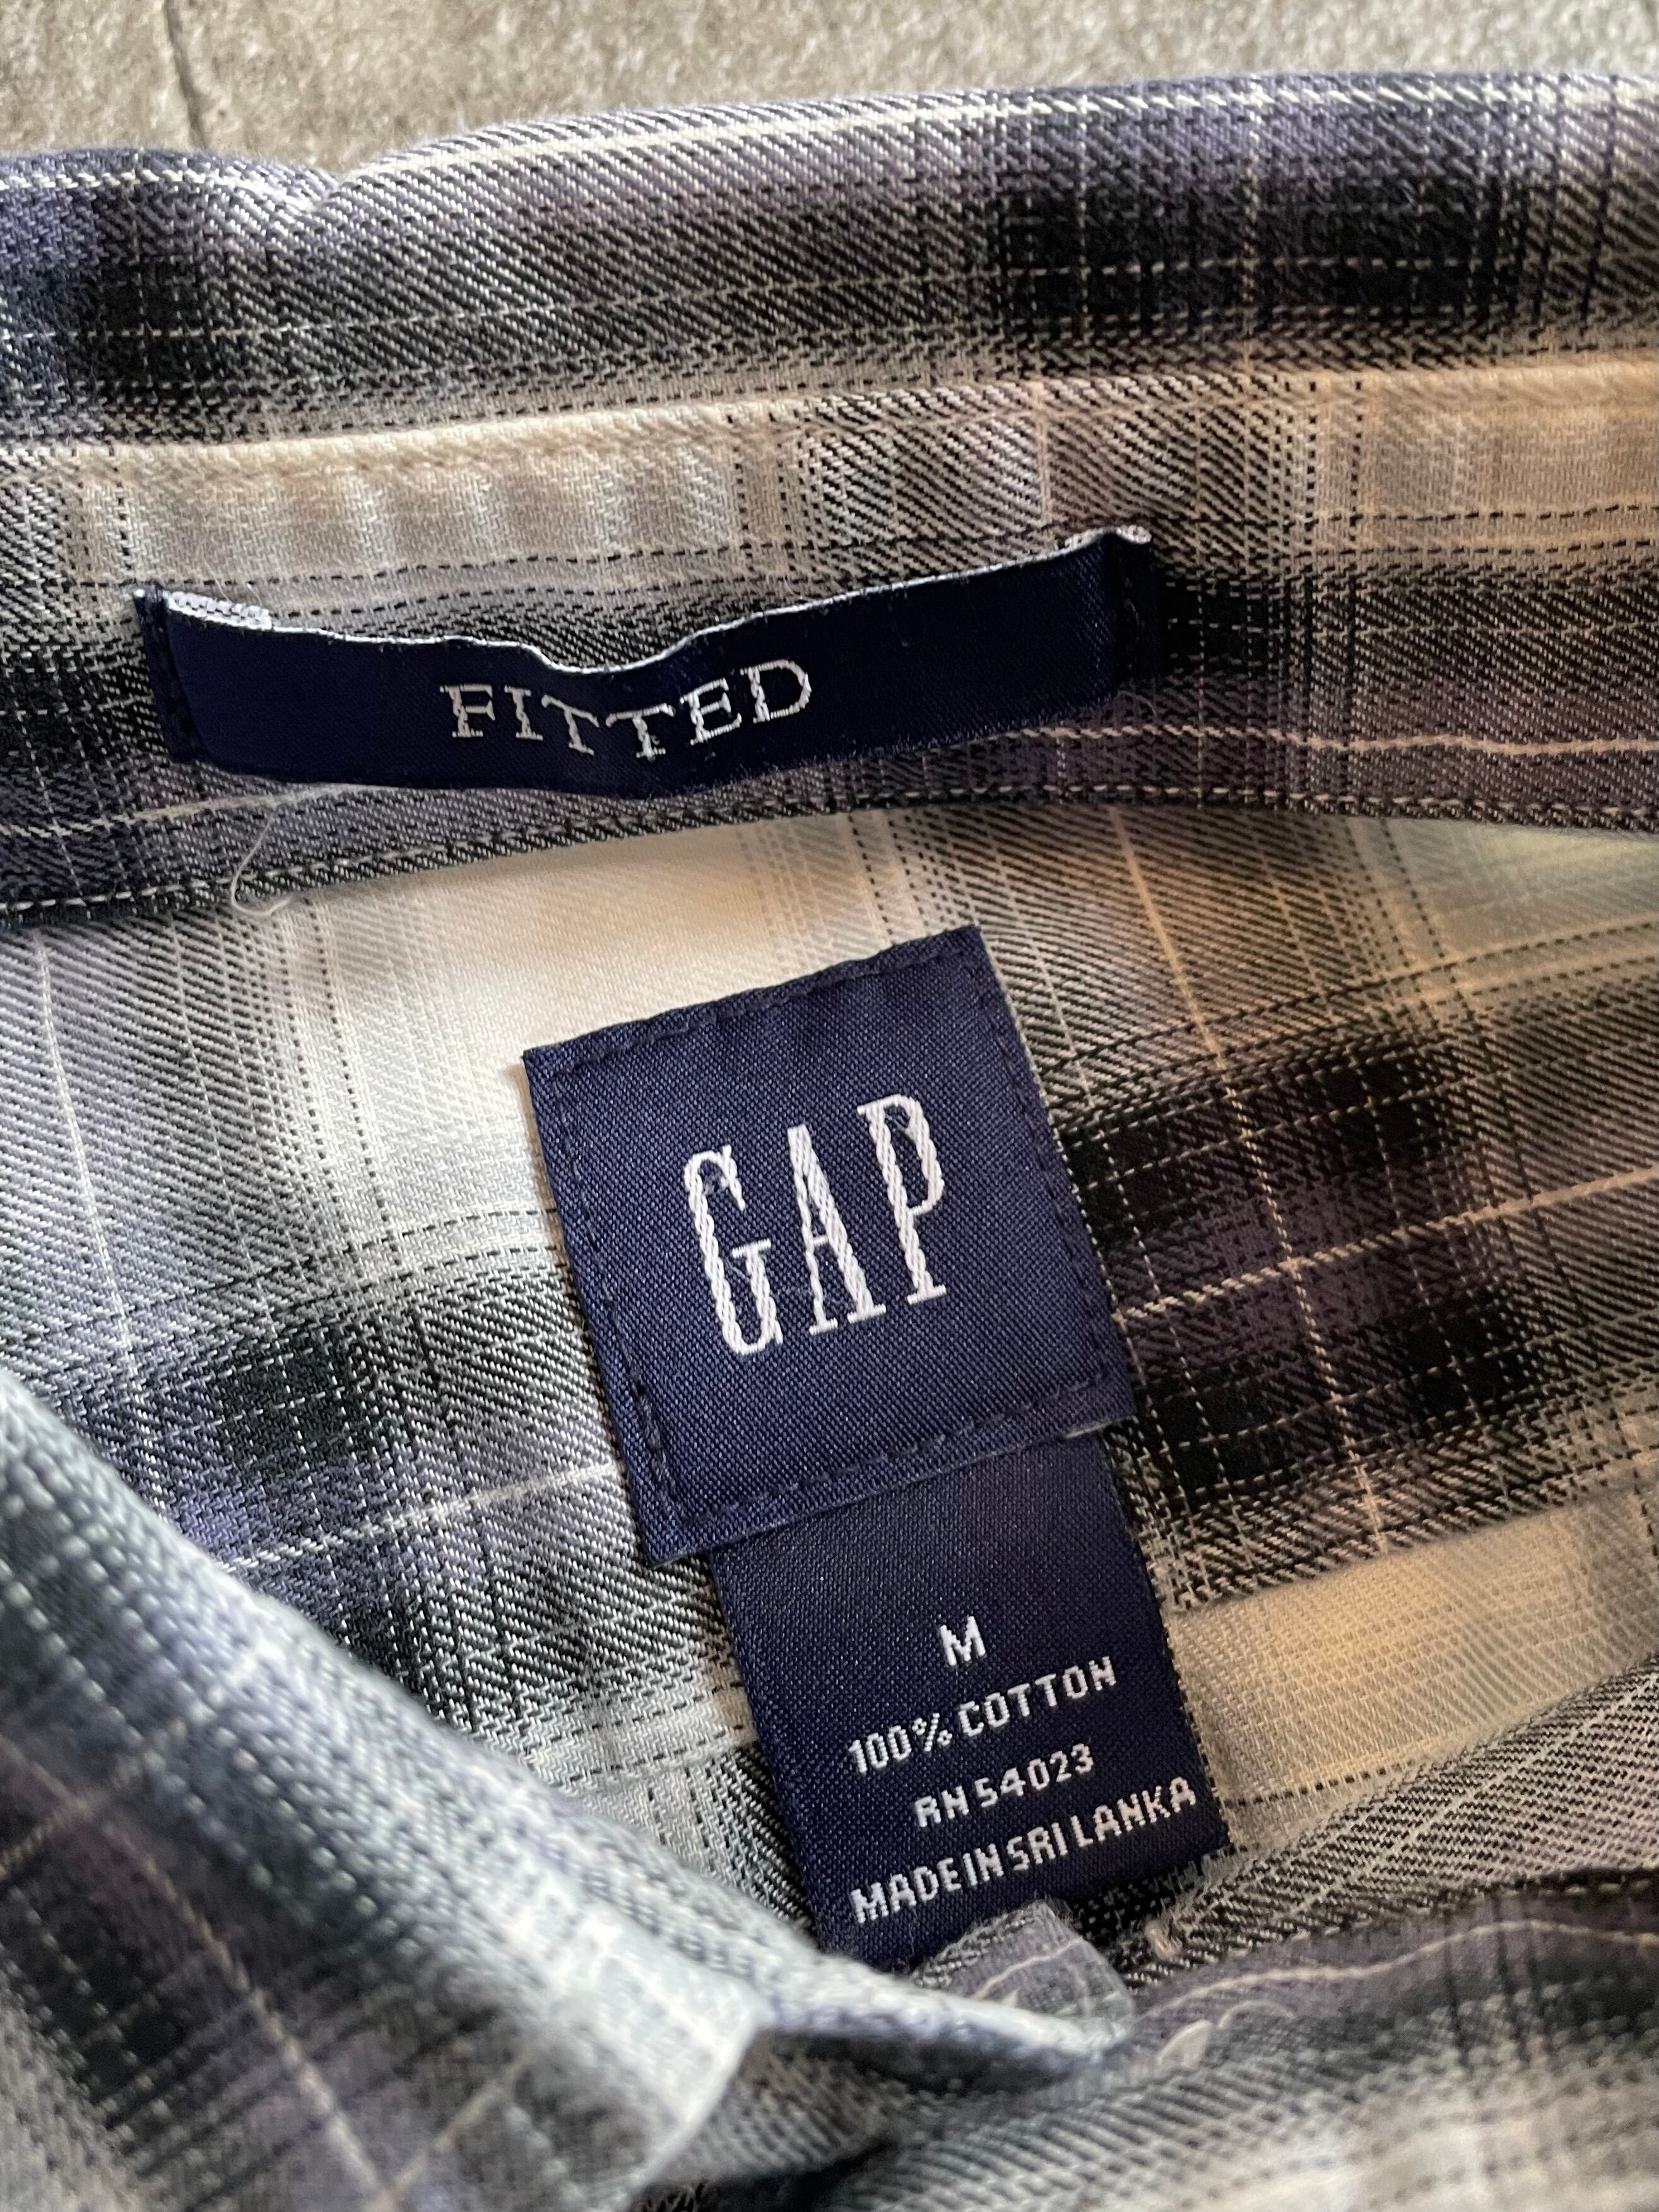 FITTED
GAP
M
100% COTTON
RN 54023
MADE IN SRI LANKA